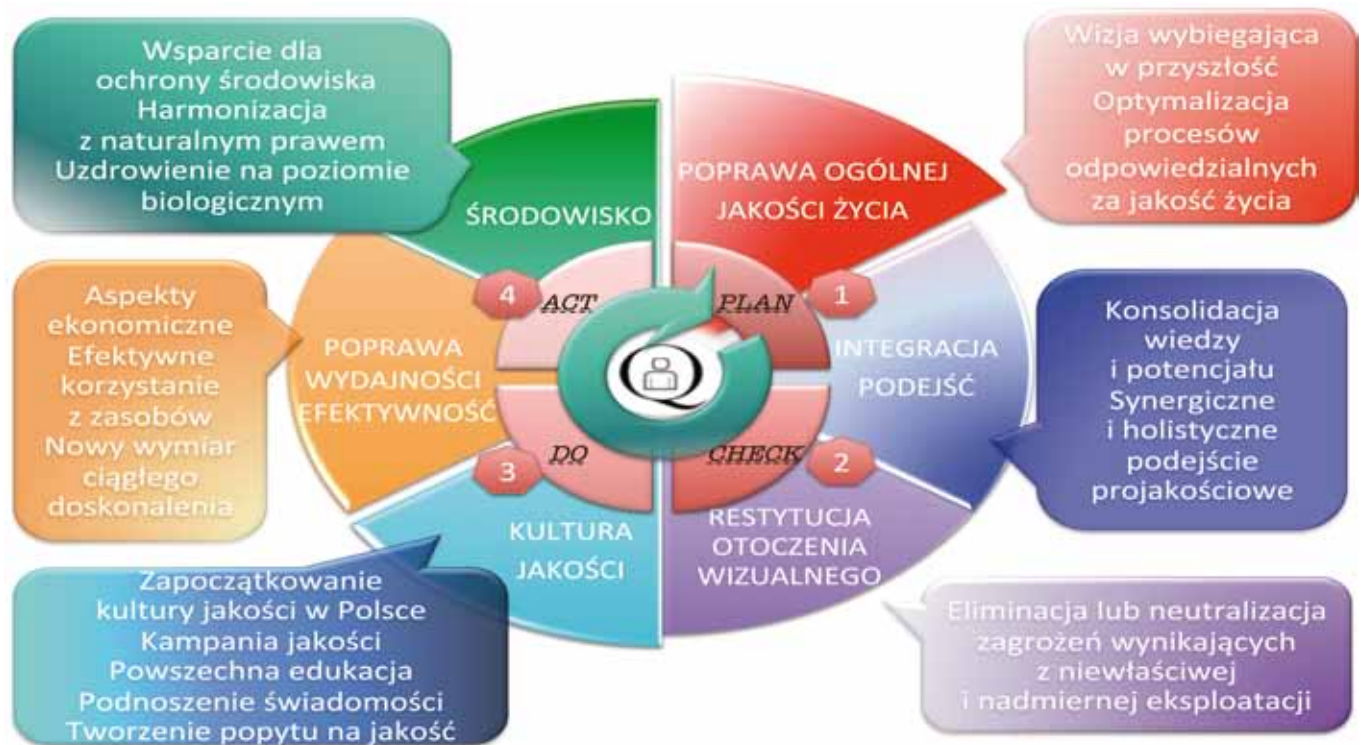 Wsparcie dla
ochrony środowiska
Harmonizacja
z naturalnym prawem
Uzdrowienie na poziomie
biologicznym
Wizja wybiegająca
w przyszłość
Optymalizacja
procesów
odpowiedzialnych
za jakość życia
ŚRODOWISKO
POPRAWA OGÓLNEJ
JAKOŚCI ŻYCIA
Aspekty
ekonomiczne
Efektywne
korzystanie
z zasobów
Nowy wymiar
ciągłego
doskonalenia
POPRAWA
WYDAJNOŚCI
EFEKTYWNOŚĆ
4
ACT
PLAN
1
Q
3
DO
CHECK
2
INTEGRACJA
PODEJŚĆ
Konsolidacja
wiedzy
i potencjału
Synergiczne
i holistyczne
podejście
projakościowe
KULTURA
JAKOŚCI
RESTYTUCJA
OTOCZENIA
WIZUALNEGO
Zapoczątkowanie
kultury jakości w Polsce
Kampania jakości
Powszechna edukacja
Podnoszenie świadomości
Tworzenie popytu na jakość
Eliminacja lub neutralizacja
zagrożeń wynikających
z niewłaściwej
i nadmiernej eksploatacji